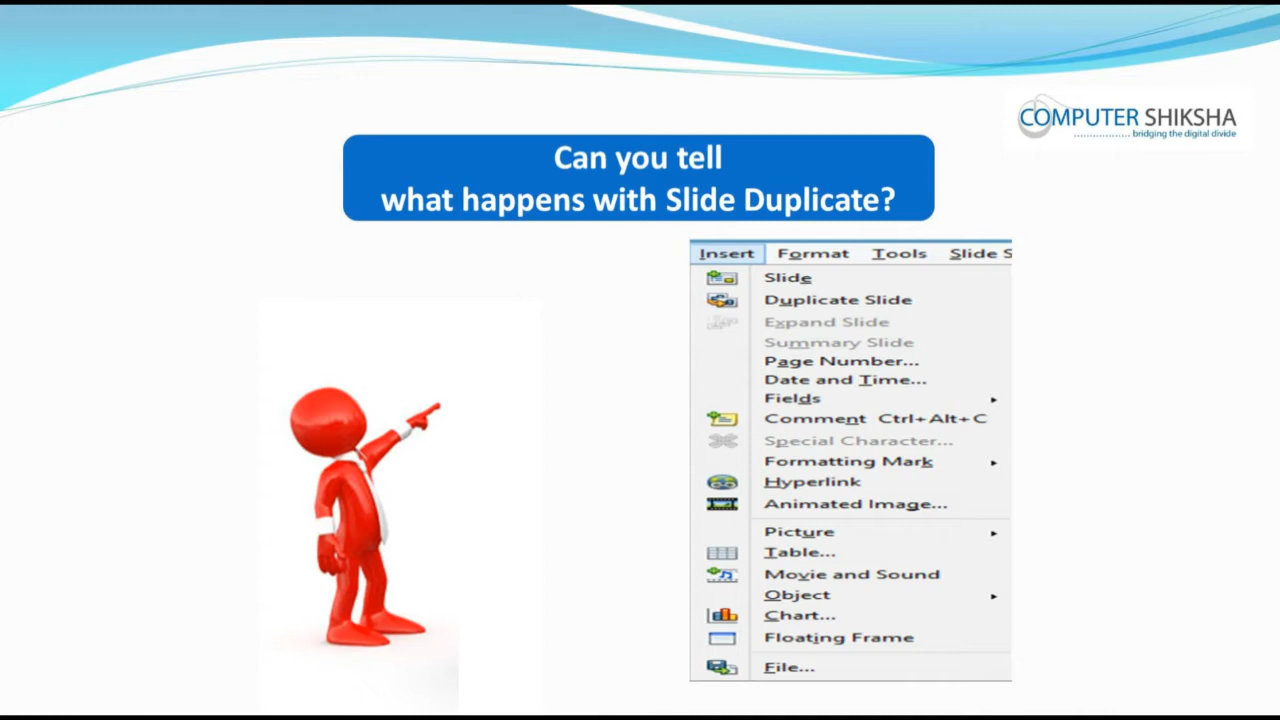 COMPUTER SHIKSHA
bridging the digital divide
Can you tell
what happens with Slide Duplicate?
Insert Format Tools Slide S
Slide
Duplicate Slide
Expand Slide
Summary Slide
Page Number...
Date and Time...
Fields
Comment Ctrl+Alt+C
Special Character...
Formatting Mark
Hyperlink
Animated Image...
Picture
Table...
Movie and Sound
Object
Chart...
Floating Frame
File...